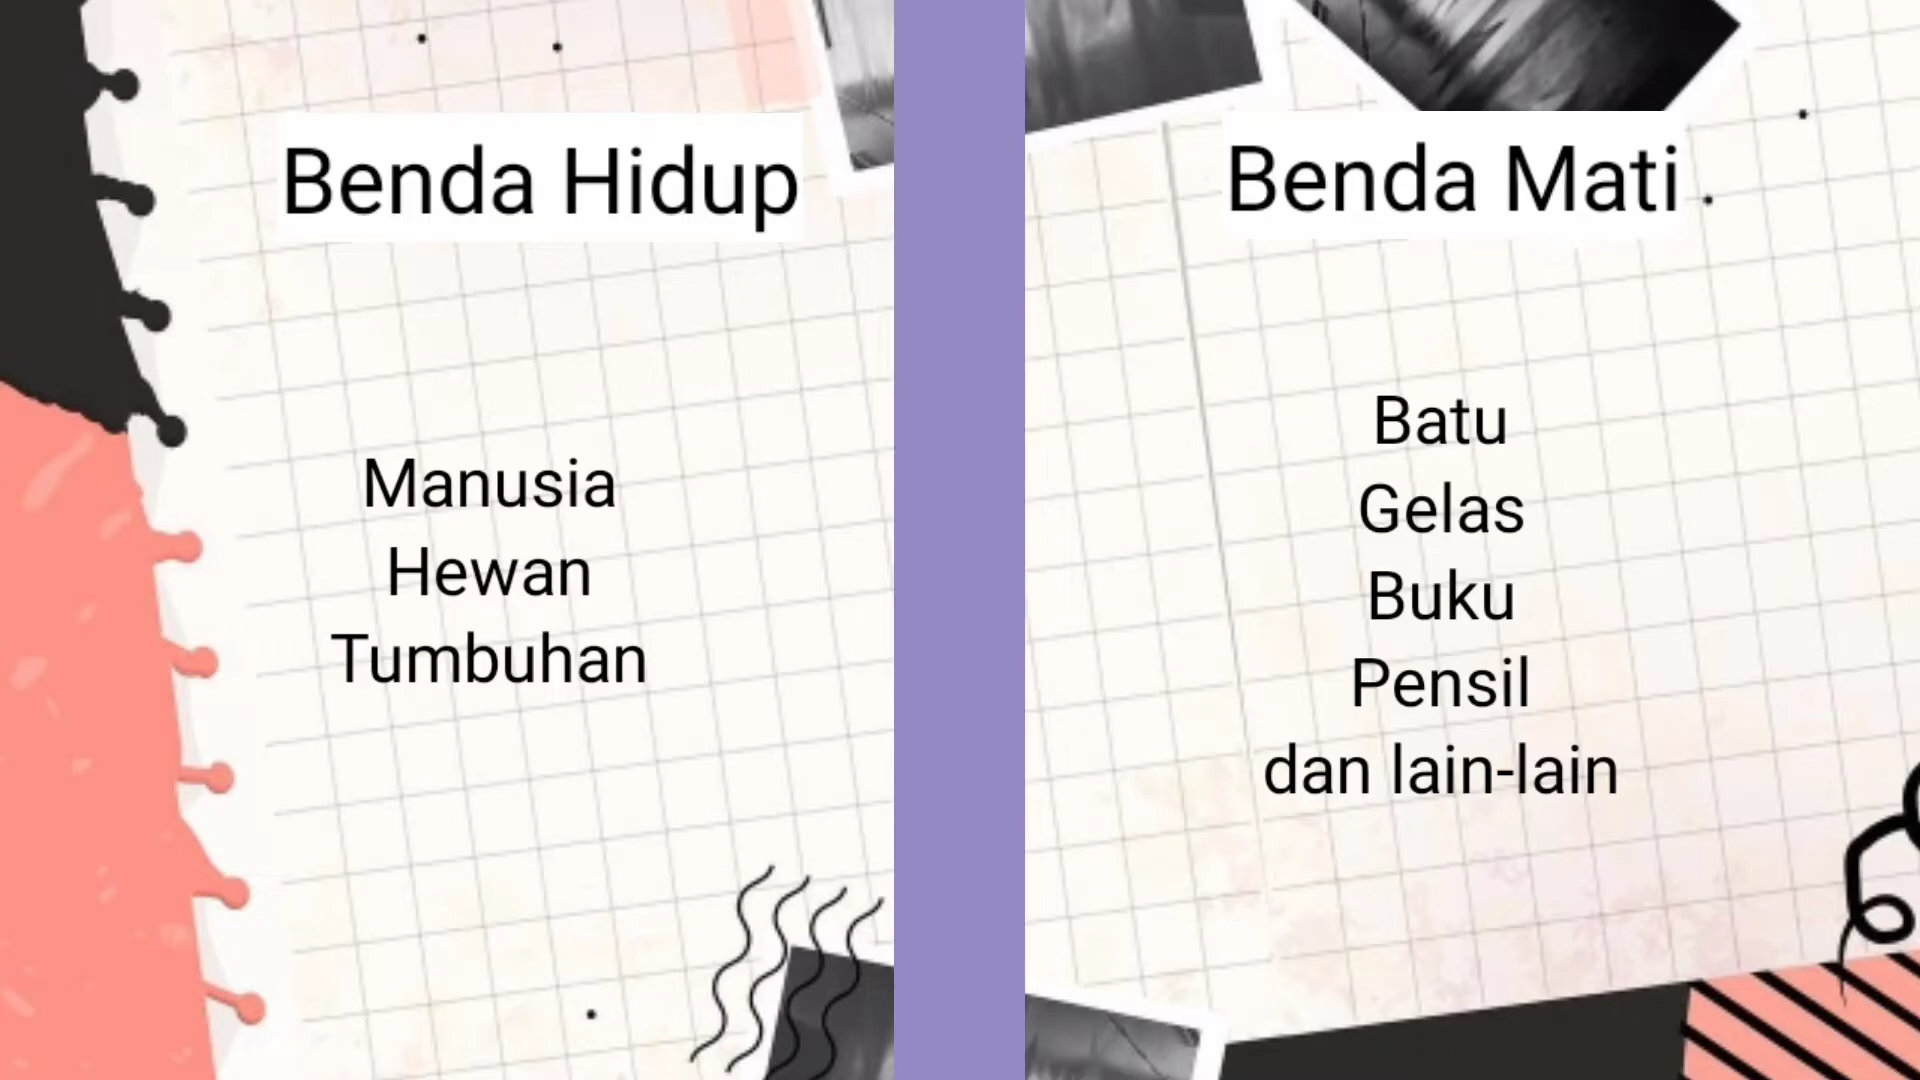 Benda Hidup
Manusia
Hewan
Tumbuhan
Benda Mati
Batu
Gelas
Buku
Pensil
dan lain-lain